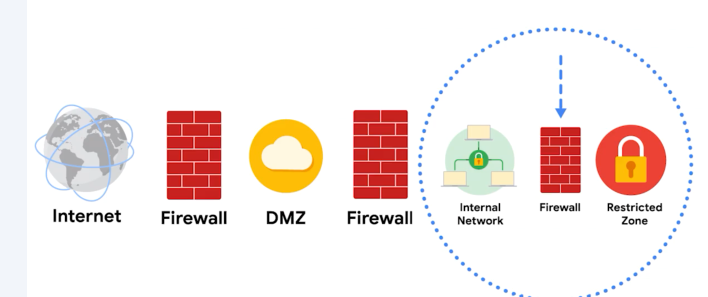 Internet
Firewall
DMZ
Firewall
Internal
Network
Firewall
Restricted
Zone